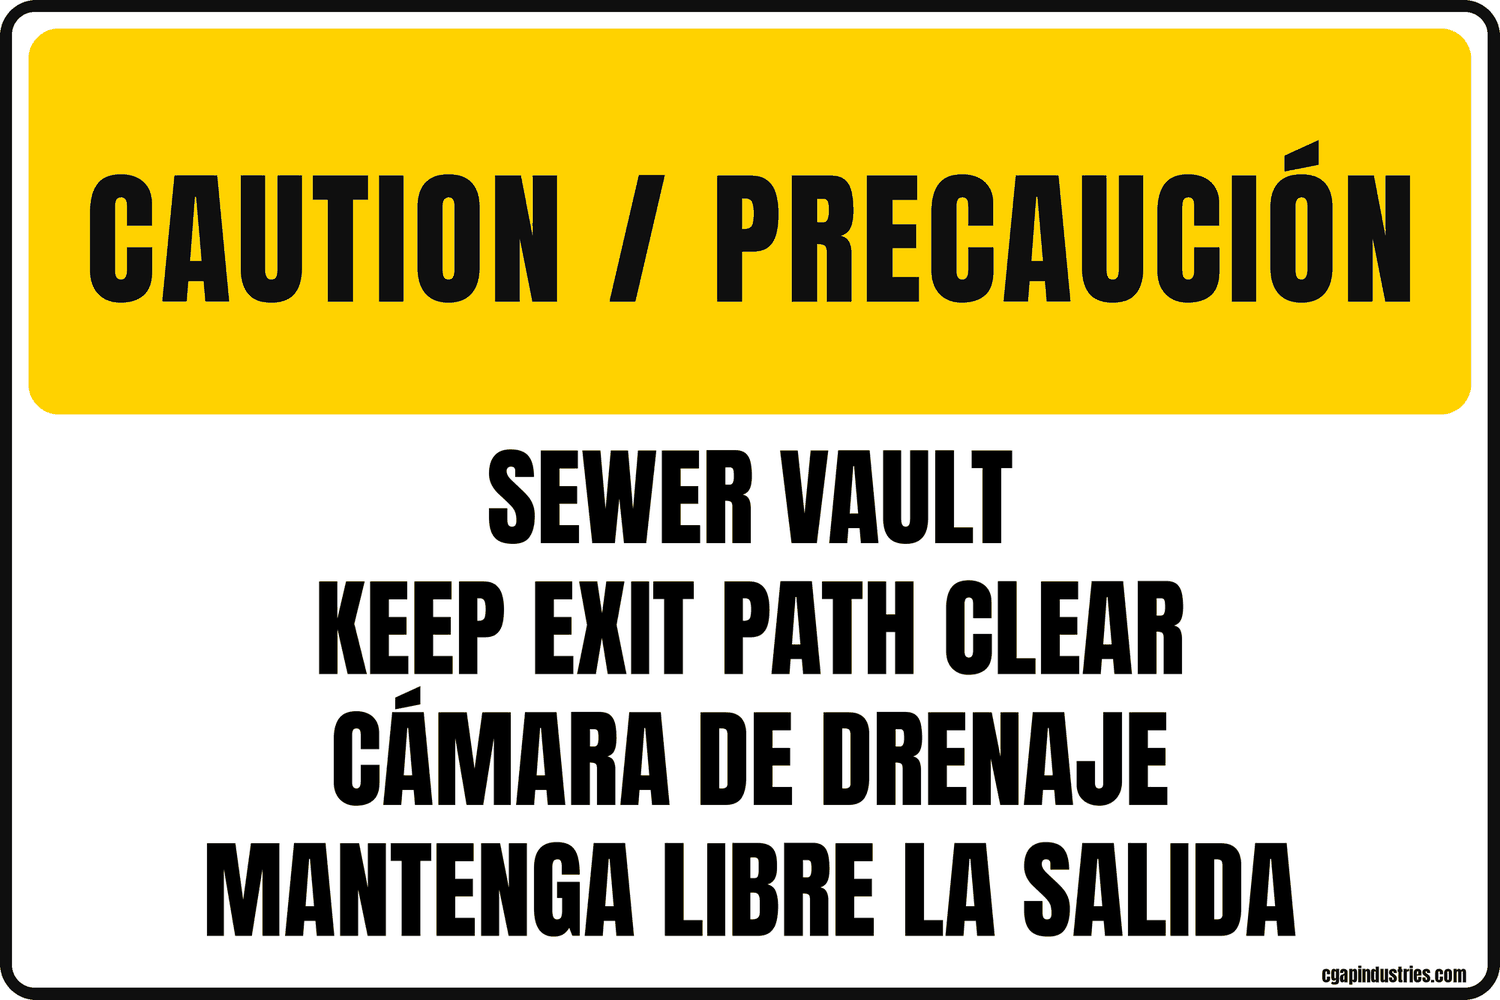 CAUTION / PRECAUCIÓN
SEWER VAULT
KEEP EXIT PATH CLEAR
CÁMARA DE DRENAJE
MANTENGA LIBRE LA SALIDA
cgapindustries.com